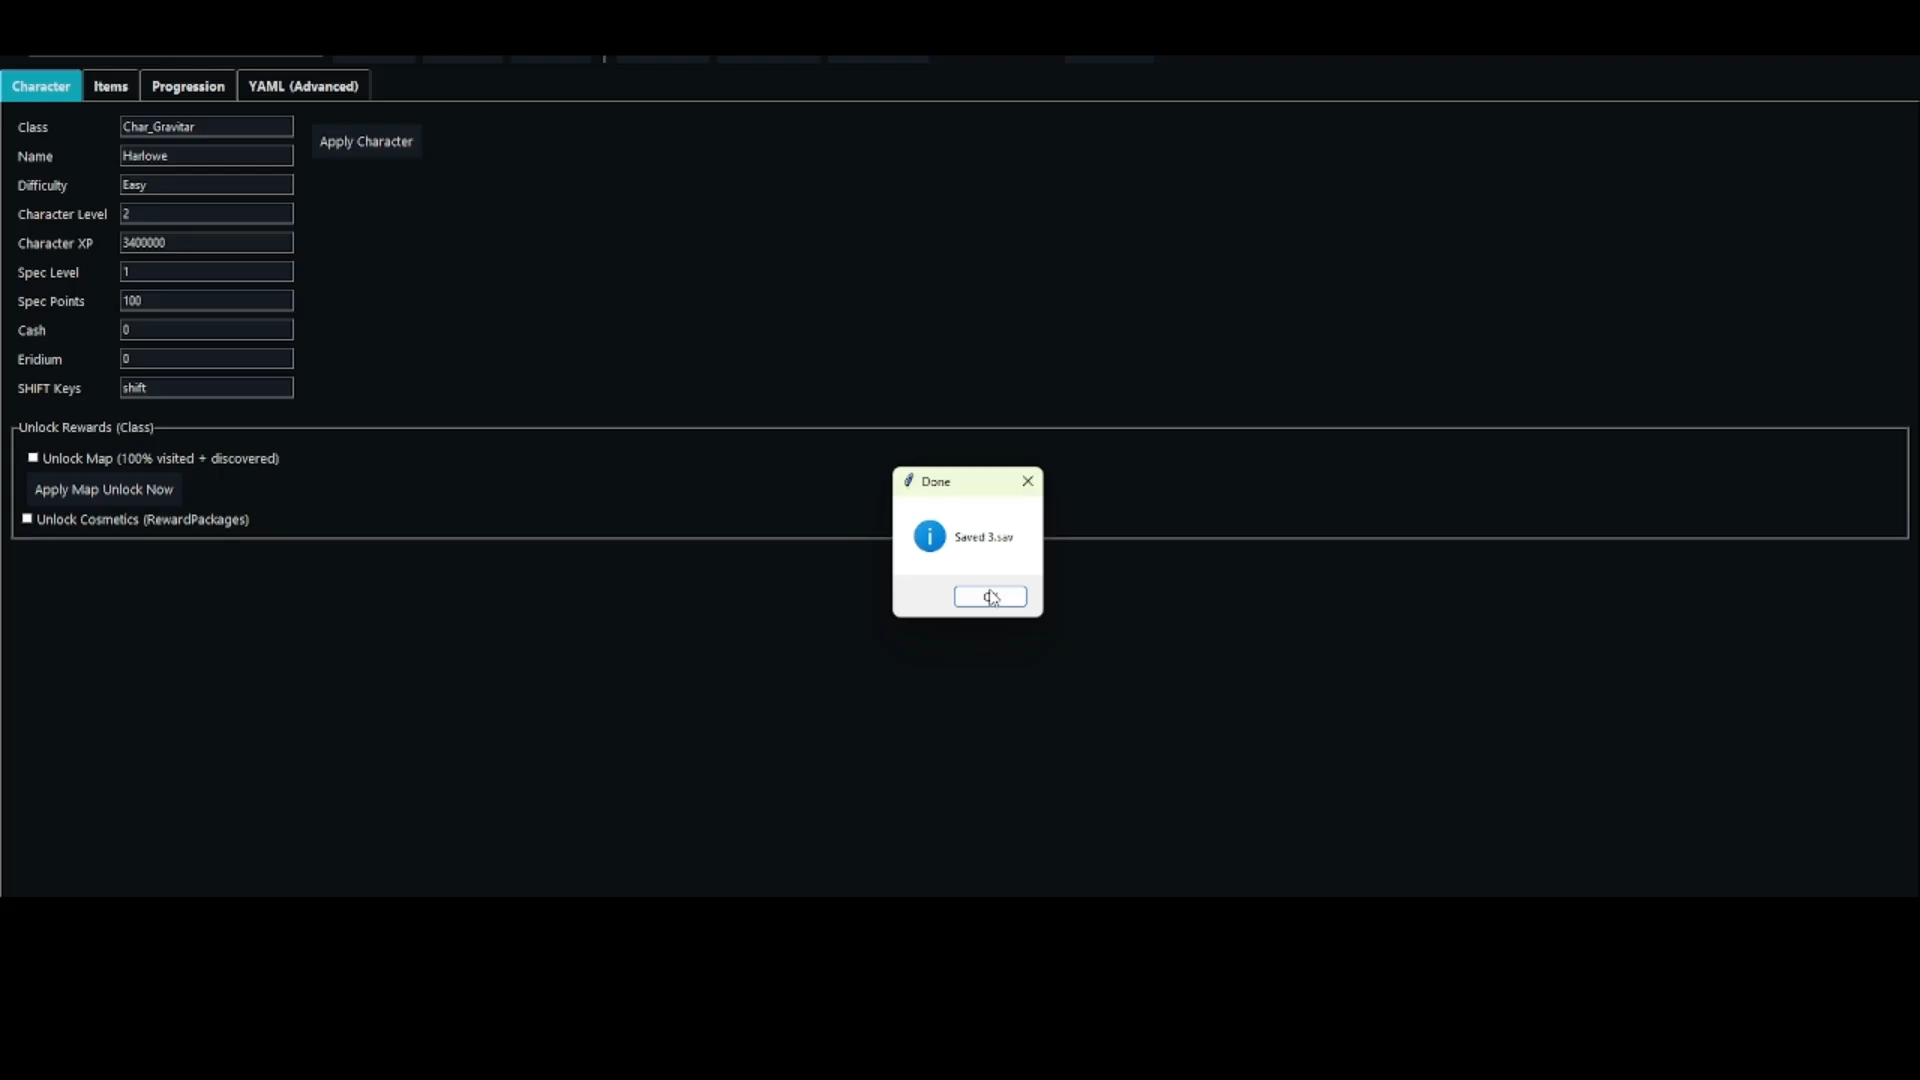 Character Items Progression YAML (Advanced)
Class Char_Gravitar
Apply Character
Name Harlowe
Difficulty Easy
Character Level 2
Character XP 3400000
Spec Level 1
Spec Points 100
Cash 0
Eridium 0
SHIFT Keys shift
Unlock Rewards (Class)
Unlock Map (100% visited + discovered)
Apply Map Unlock Now
Unlock Cosmetics (RewardPackages)
Done
Saved 3.sav